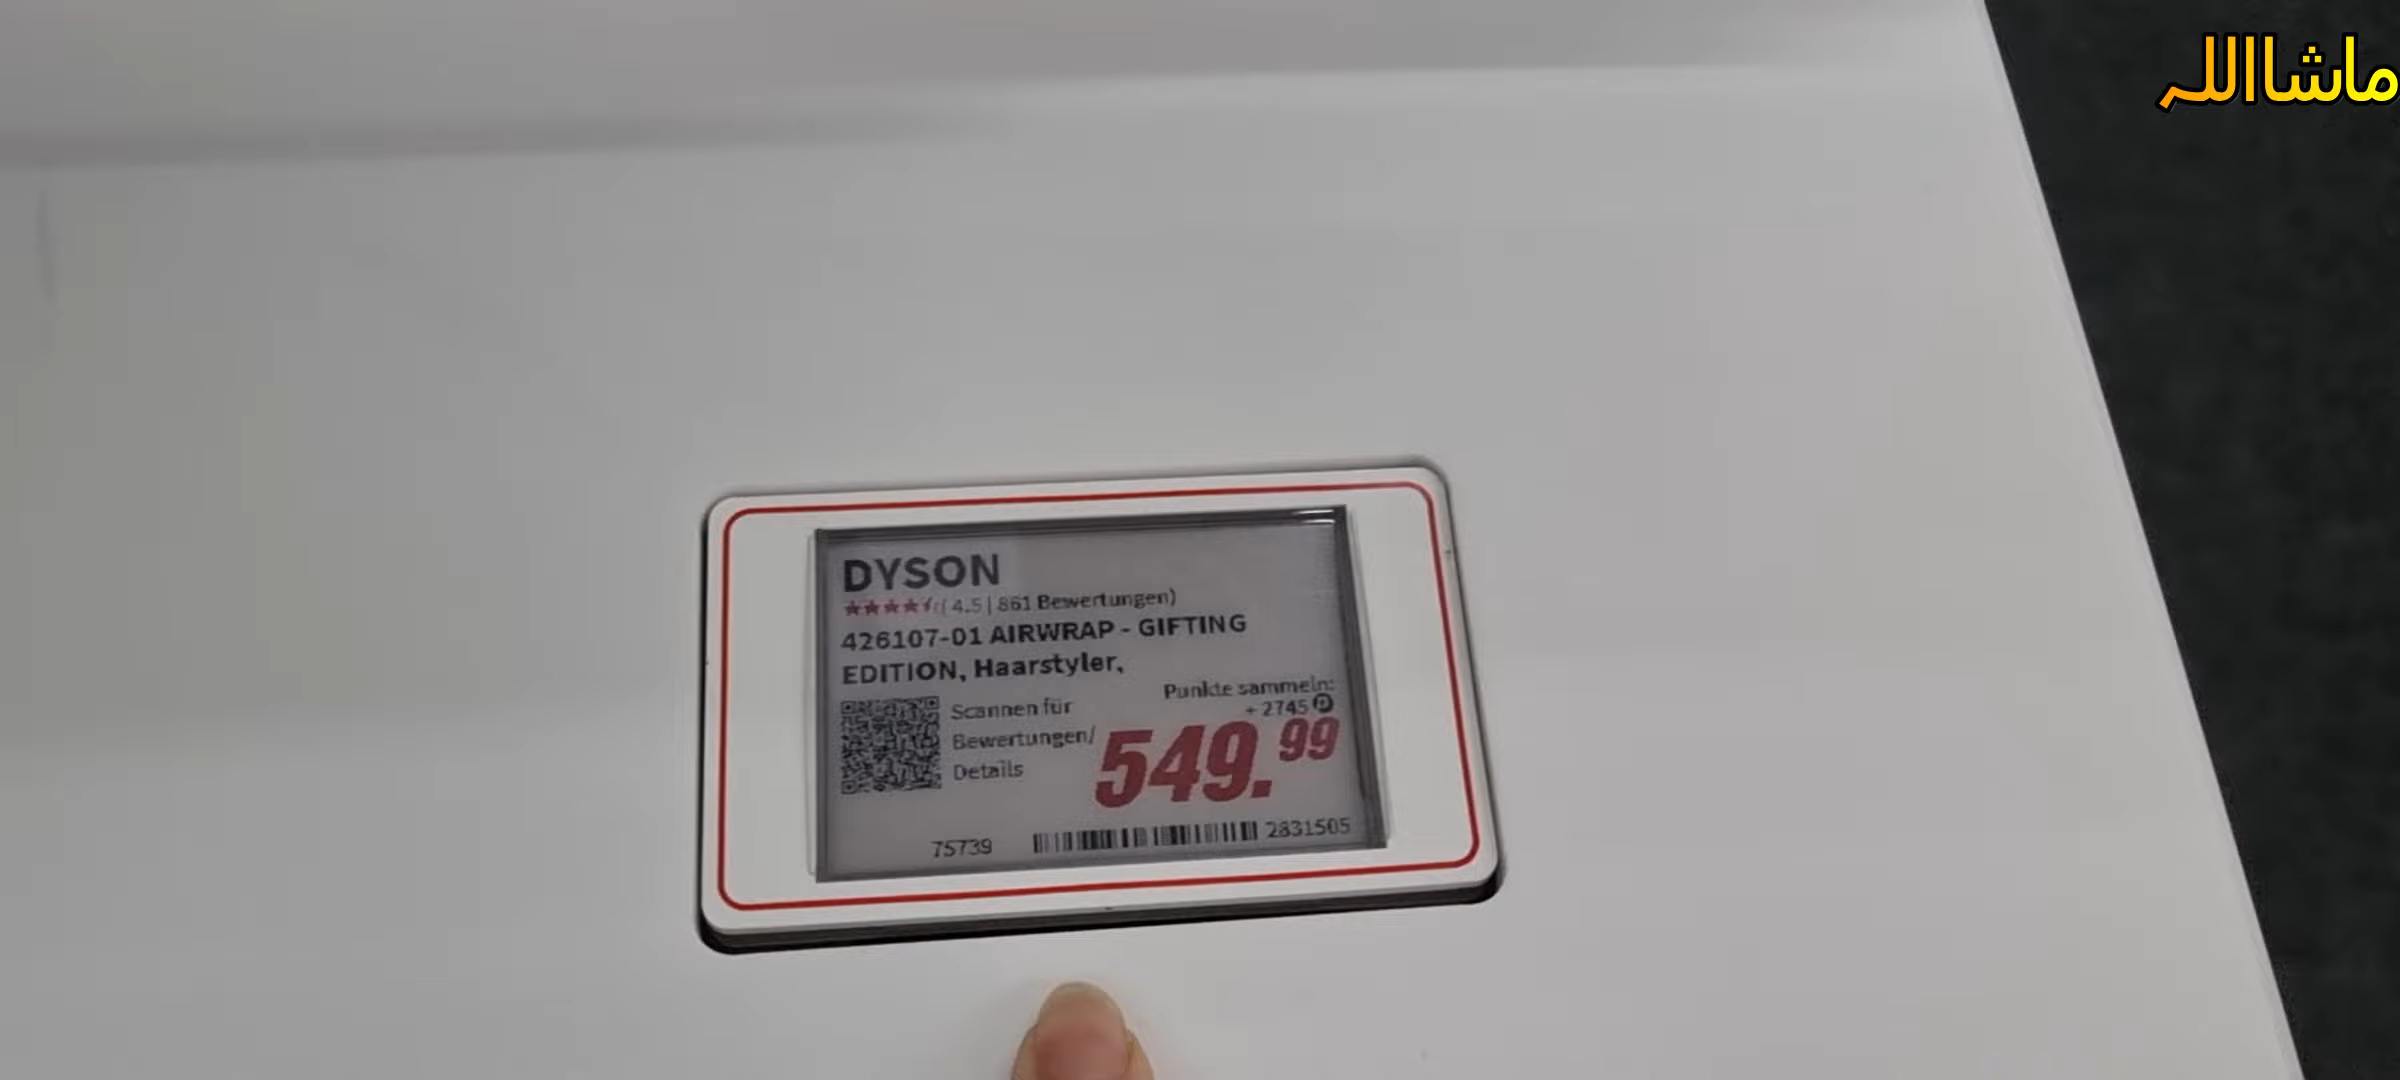 ماشااللہ
DYSON
(4.5 | 861 Bewertungen)
426107-01 AIRWRAP - GIFTING
EDITION, Haarstyler,
Punkte sammeln:
+ 2745 P
Scannen für
Bewertungen/
Details
549.99
75739
2831505